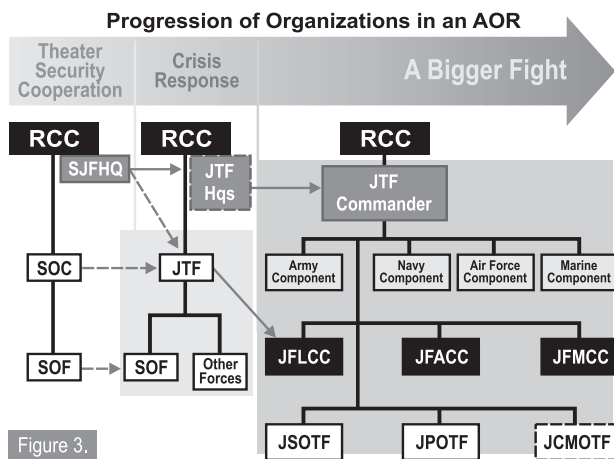 Progression of Organizations in an AOR
Theater
Security
Cooperation
Crisis
Response
A Bigger Fight
RCC
RCC
RCC
SJFHQ
JTF
Hqs
JTF
Commander
SOC
JTF
Army
Component
Navy
Component
Air Force
Component
Marine
Component
SOF
SOF
Other
Forces
JFLCC
JFACC
JFMCC
JSOTF
JPOTF
JCMOTF
Figure 3.